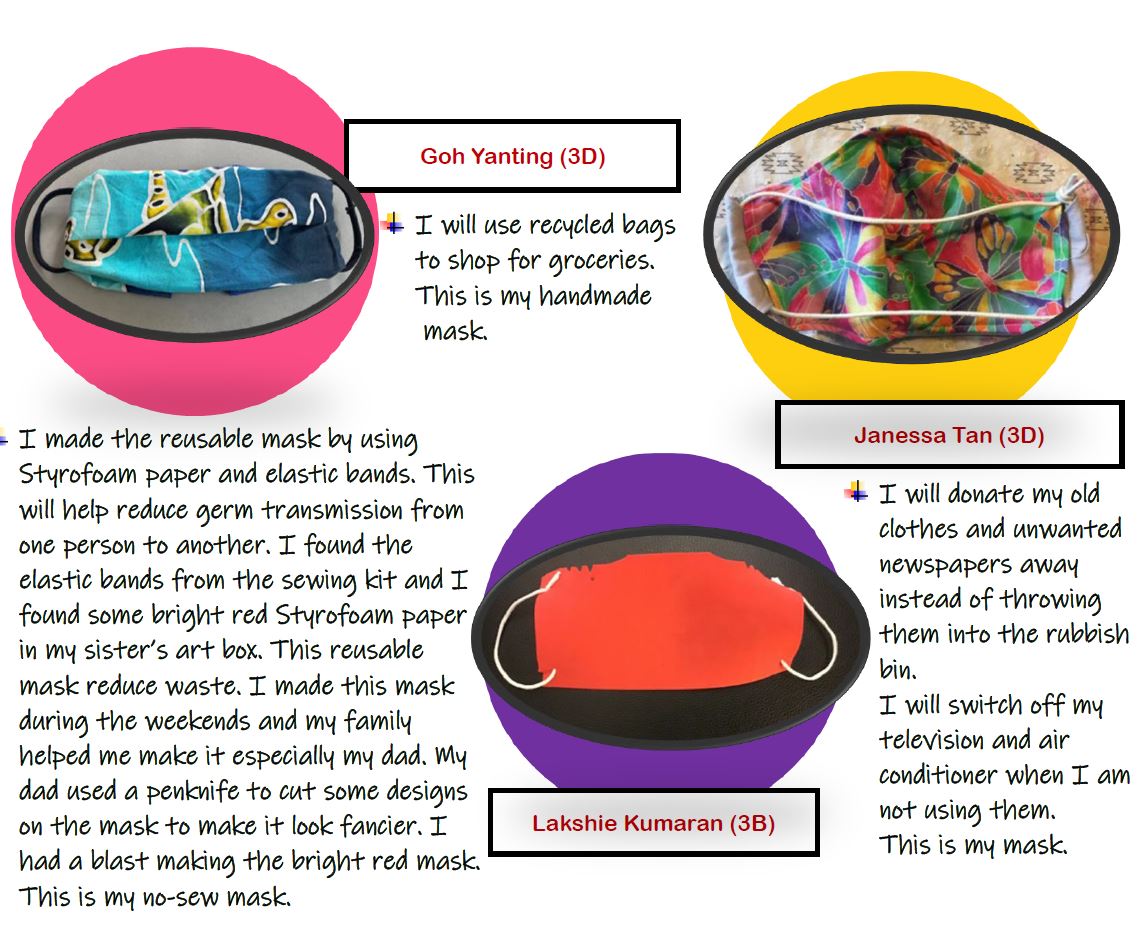 Goh Yanting (3D)
I will use recycled bags
to shop for groceries.
This is my handmade
mask.
Janessa Tan (3D)
I will donate my old
clothes and unwanted
newspapers away
instead of throwing
them into the rubbish
bin.
I will switch off my
television and air
conditioner when I am
not using them.
This is my mask.
I made the reusable mask by using
Styrofoam paper and elastic bands. This
will help reduce germ transmission from
one person to another. I found the
elastic bands from the sewing kit and I
found some bright red Styrofoam paper
in my sister's art box. This reusable
mask reduce waste. I made this mask
during the weekends and my family
helped me make it especially my dad. My
dad used a penknife to cut some designs
on the mask to make it look fancier. I
had a blast making the bright red mask.
This is my no-sew mask.
Lakshie Kumaran (3B)